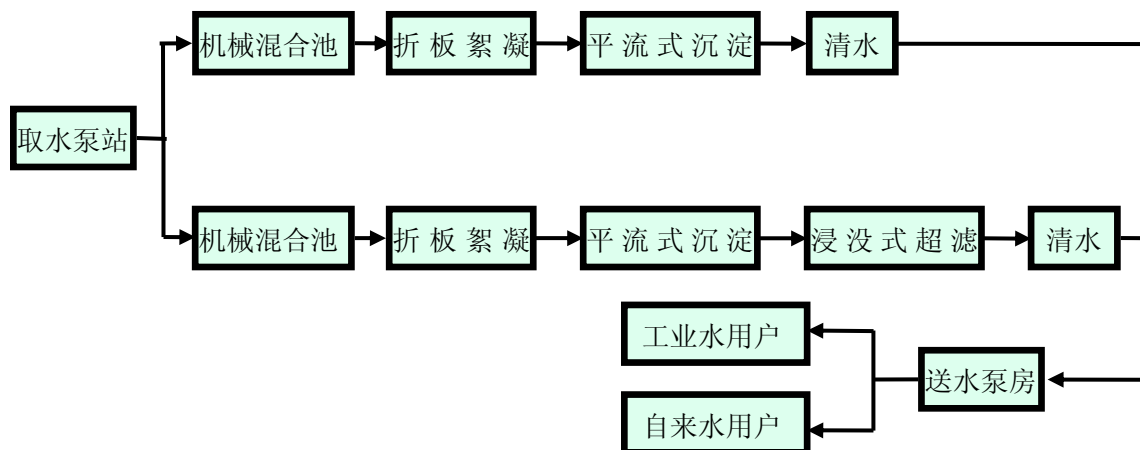 机械混合池
折板絮凝
平流式沉淀
清水
取水泵站
机械混合池
折板絮凝
平流式沉淀
浸没式超滤
清水
工业水用户
送水泵房
自来水用户